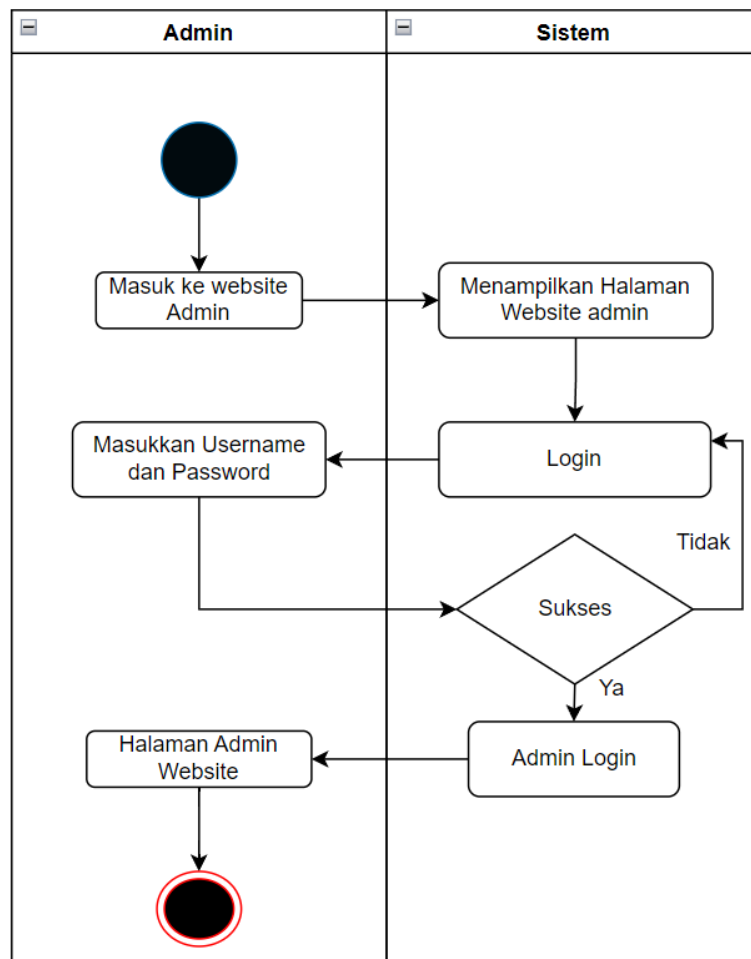 Admin
Sistem
Masuk ke website
Admin
Menampilkan Halaman
Website admin
Masukkan Username
dan Password
Login
Tidak
Sukses
Ya
Halaman Admin
Website
Admin Login